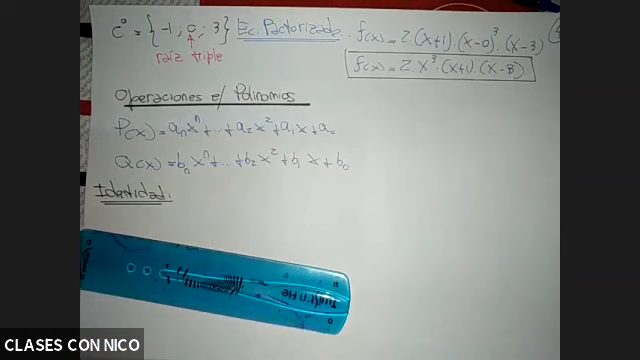 C⁰ = {-1; 0; 3} Ec. Factorizada: f(x) = 2·(x+1)·(x-0)³·(x-3)
raíz triple
f(x) = 2·x³·(x+1)·(x-3)
Operaciones e/ Polinomios
P(x) = aₙxⁿ+...+a₂x²+a₁x+a₀
Q(x) = bₙxⁿ+...+b₂x²+b₁x+b₀
Identidad:
CLASES CON NICO